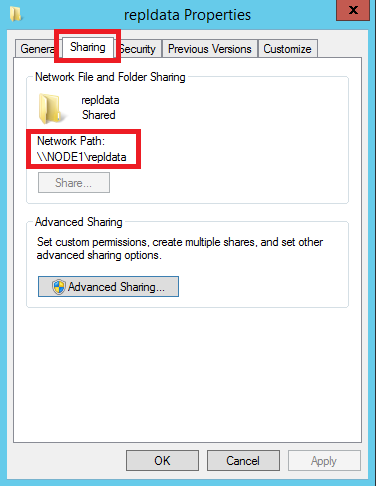 repldata Properties
X
General
Sharing
Security
Previous Versions
Customize
Network File and Folder Sharing
repldata
Shared
Network Path:
\\NODE1\repldata
Share...
Advanced Sharing
Set custom permissions, create multiple shares, and set other
advanced sharing options.
Advanced Sharing...
OK
Cancel
Apply